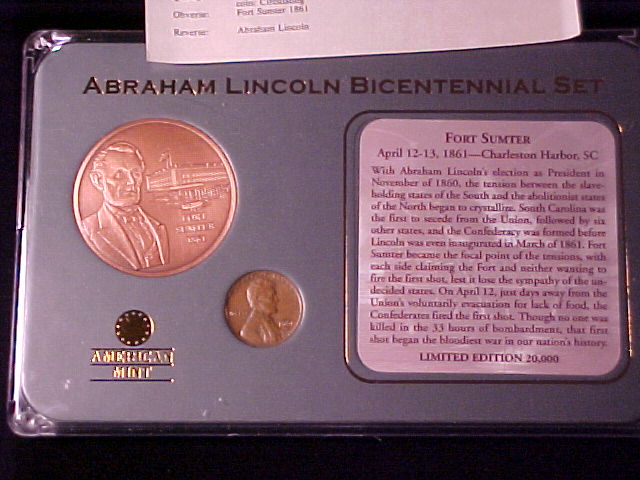 coin: Circulating
Obverse: Fort Sumter 1861
Reverse: Abraham Lincoln
ABRAHAM LINCOLN BICENTENNIAL SET
FORT
SUMTER
1861
AMERICAN
MINT
FORT SUMTER
April 12-13, 1861—Charleston Harbor, SC
With Abraham Lincoln's election as President in
November of 1860, the tension between the slave-
holding states of the South and the abolitionist states
of the North began to crystallize. South Carolina was
the first to secede from the Union, followed by six
other states, and the Confederacy was formed before
Lincoln was even inaugurated in March of 1861. Fort
Sumter became the focal point of the tensions, with
each side claiming the Fort and neither wanting to
fire the first shot, lest it lose the sympathy of the un-
decided states. On April 12, just days away from the
Union's voluntarily evacuation for lack of food, the
Confederates fired the first shot. Though no one was
killed in the 33 hours of bombardment, that first
shot began the bloodiest war in our nation's history.
LIMITED EDITION 20,000